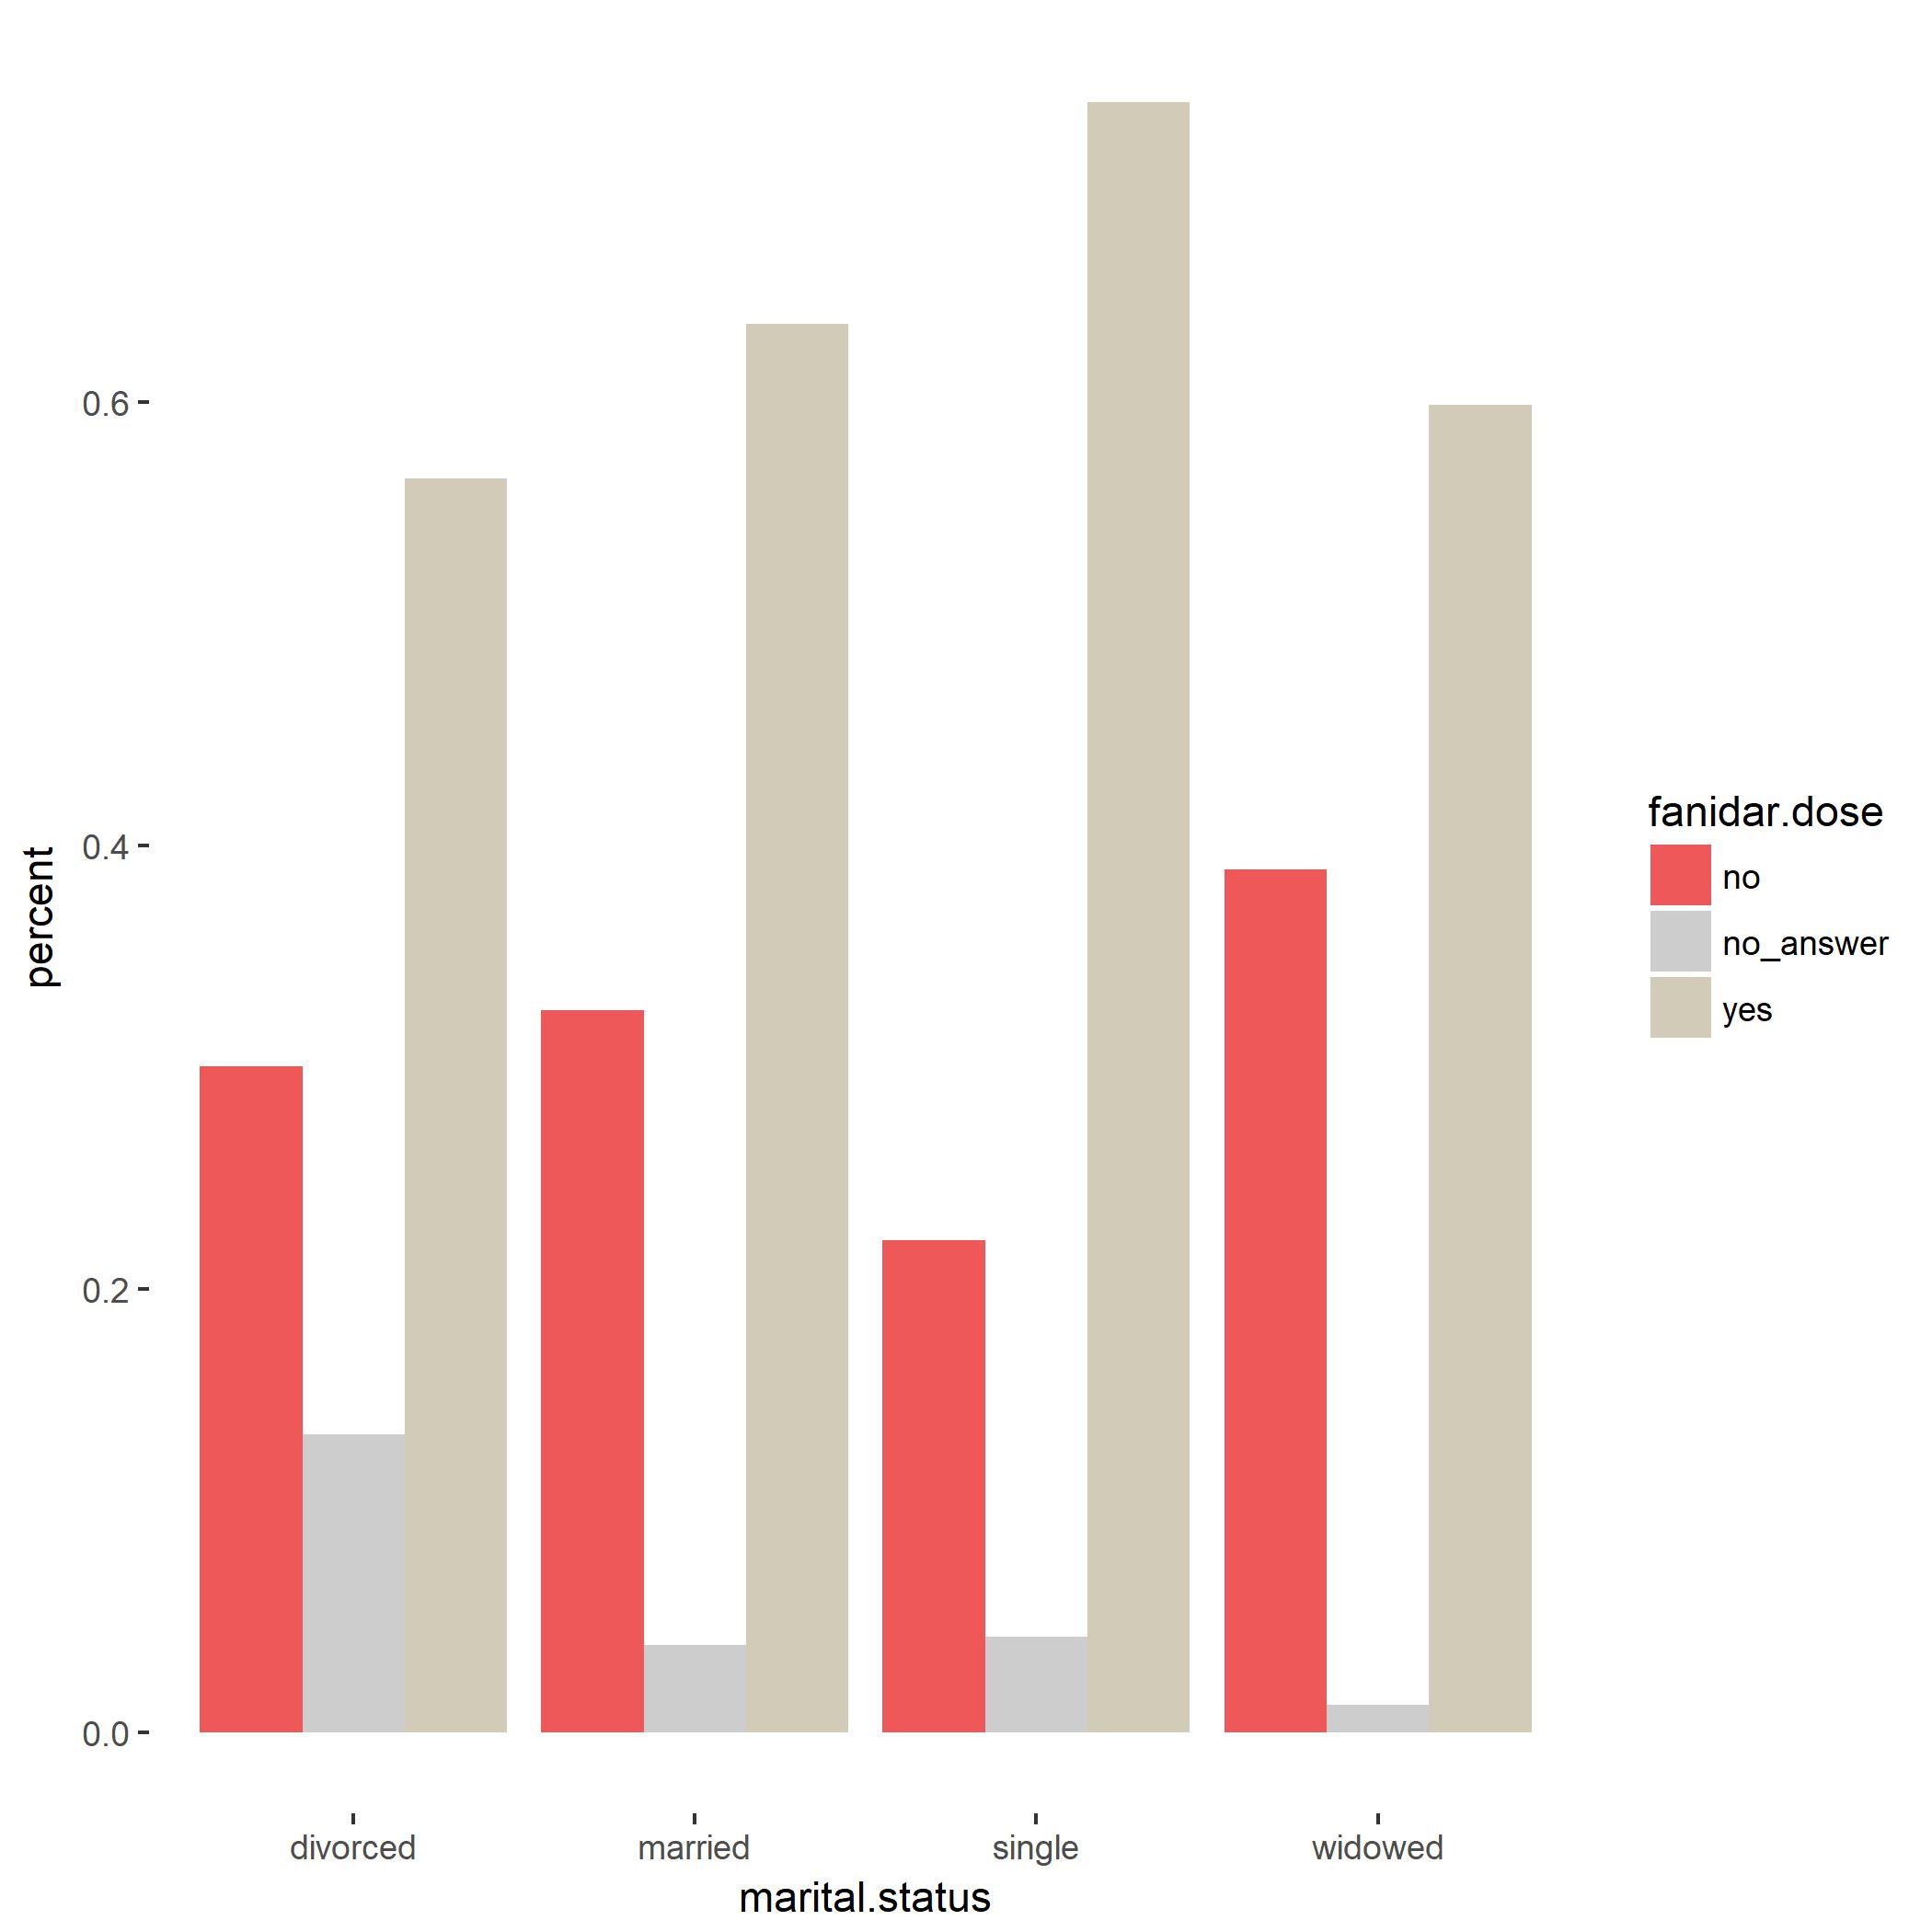 percent
0.6
0.4
0.2
0.0
divorced married single widowed
marital.status
fanidar.dose
no
no_answer
yes